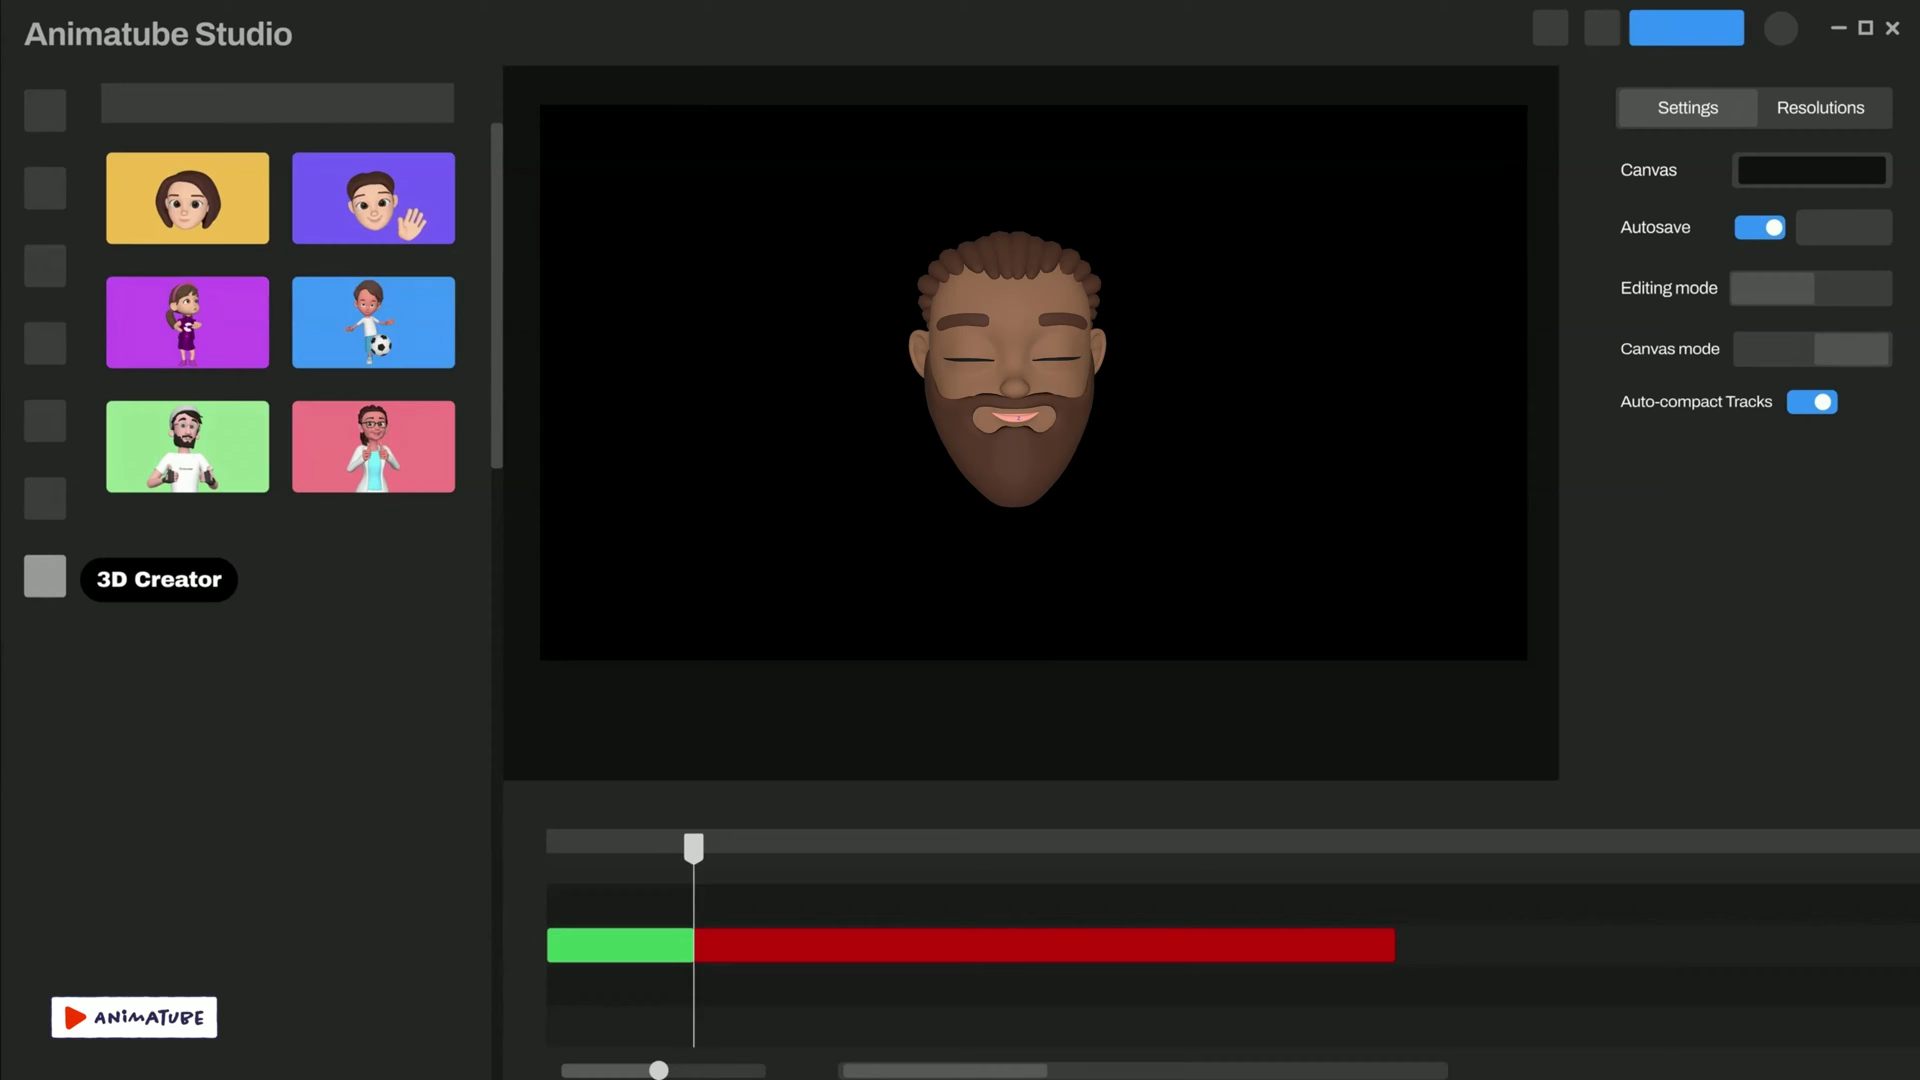 Animatube Studio
Settings
Resolutions
Canvas
Autosave
Editing mode
Canvas mode
Auto-compact Tracks
3D Creator
ANIMATUBE